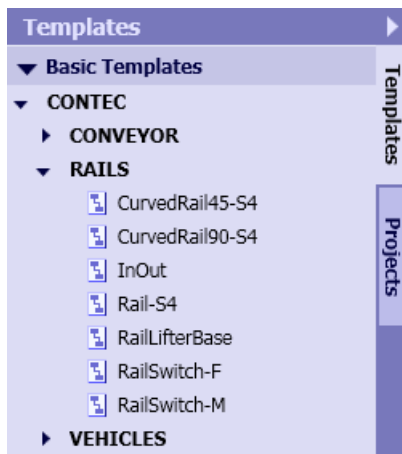 Templates
Basic Templates
CONTEC
CONVEYOR
RAILS
CurvedRail45-S4
CurvedRail90-S4
InOut
Rail-S4
RailLifterBase
RailSwitch-F
RailSwitch-M
VEHICLES
Templates
Projects